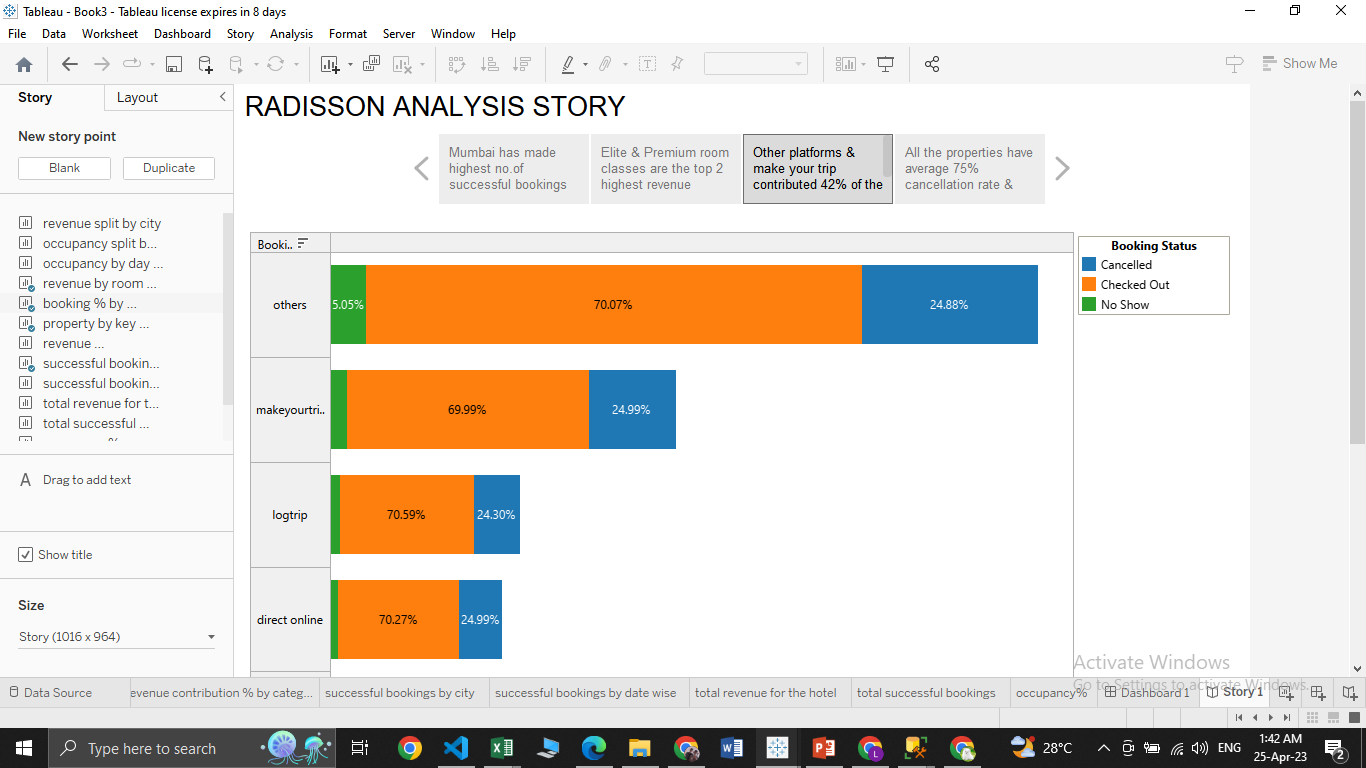 Tableau - Book3 - Tableau license expires in 8 days
File Data Worksheet Dashboard Story Analysis Format Server Window Help
Show Me
Story Layout
New story point
Blank Duplicate
revenue split by city
occupancy split b...
occupancy by day ...
revenue by room ...
booking % by ...
property by key ...
revenue ...
successful bookin...
successful bookin...
total revenue for t...
total successful ...
A Drag to add text
Show title
Size
Story (1016 x 964)
RADISSON ANALYSIS STORY
Mumbai has made
highest no.of
successful bookings
Elite & Premium room
classes are the top 2
highest revenue
Other platforms &
make your trip
contributed 42% of the
All the properties have
average 75%
cancellation rate &
Booki..
others
5.05% 70.07% 24.88%
makeyourtri..
69.99% 24.99%
logtrip
70.59% 24.30%
direct online
70.27% 24.99%
Booking Status
Cancelled
Checked Out
No Show
Activate Windows
Go to Settings to activate Windows.
Data Source evenue contribution % by categ... successful bookings by city successful bookings by date wise total revenue for the hotel total successful bookings occupancy% Dashboard 1 Story 1
Type here to search
28°C ENG
1:42 AM
25-Apr-23
2